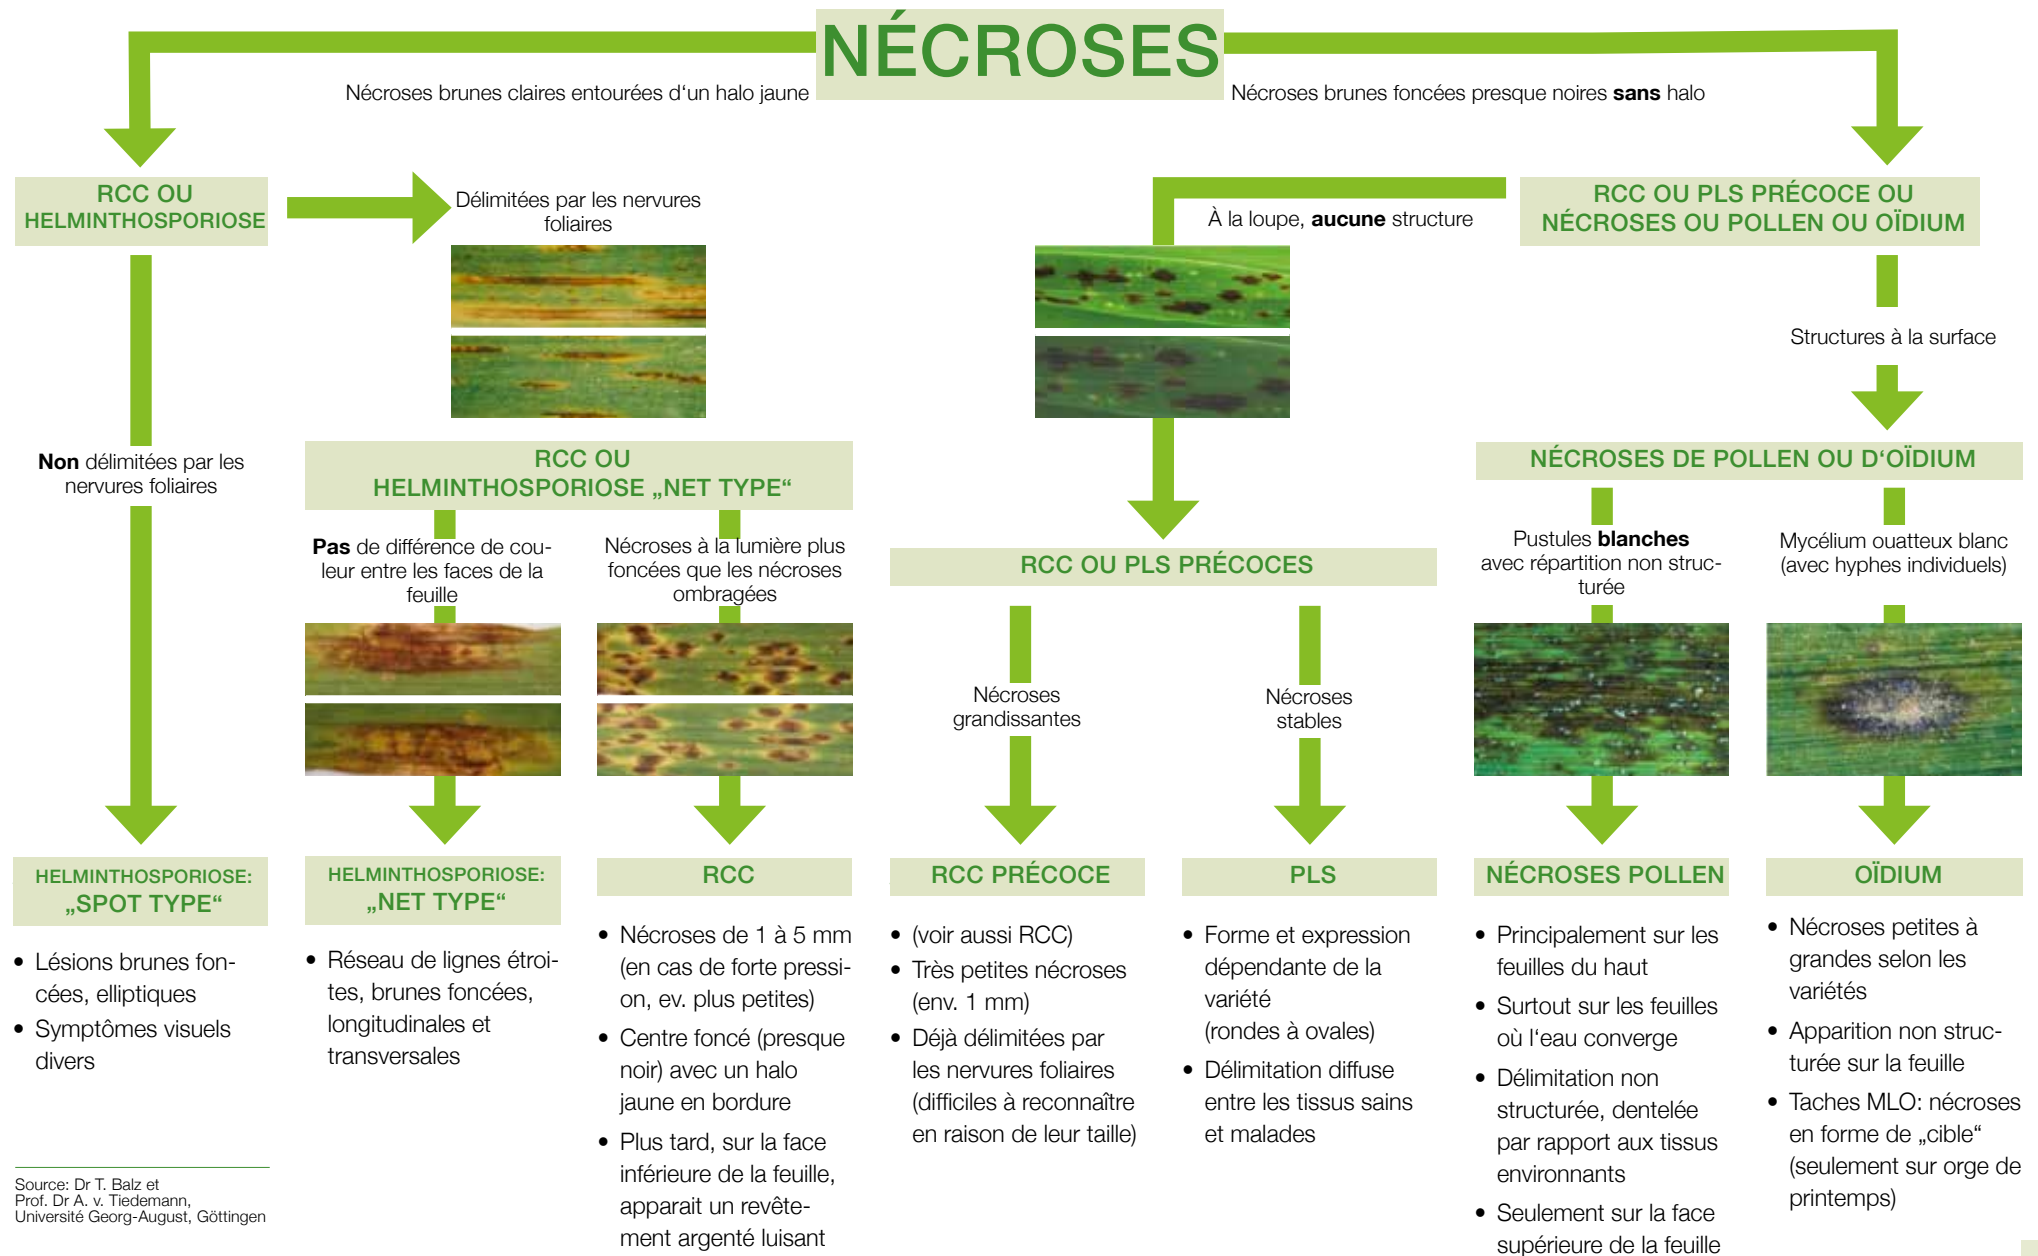 NÉCROSES
Nécroses brunes claires entourées d‘un halo jaune
Nécroses brunes foncées presque noires sans halo
RCC OU
HELMINTHOSPORIOSE
Délimitées par les nervures
foliaires
À la loupe, aucune structure
RCC OU PLS PRÉCOCE OU
NÉCROSES OU POLLEN OU OÏDIUM
Structures à la surface
Non délimitées par les
nervures foliaires
RCC OU
HELMINTHOSPORIOSE „NET TYPE“
NÉCROSES DE POLLEN OU D‘OÏDIUM
Pas de différence de cou-
leur entre les faces de la
feuille
Nécroses à la lumière plus
foncées que les nécroses
ombragées
RCC OU PLS PRÉCOCES
Pustules blanches
avec répartition non struc-
turée
Mycélium ouatteux blanc
(avec hyphes individuels)
Nécroses
grandissantes
Nécroses
stables
HELMINTHOSPORIOSE:
„SPOT TYPE“
• Lésions brunes fon-
cées, elliptiques
• Symptômes visuels
divers
HELMINTHOSPORIOSE:
„NET TYPE“
• Réseau de lignes étroi-
tes, brunes foncées,
longitudinales et
transversales
RCC
• Nécroses de 1 à 5 mm
(en cas de forte pressi-
on, ev. plus petites)
• Centre foncé (presque
noir) avec un halo
jaune en bordure
• Plus tard, sur la face
inférieure de la feuille,
apparait un revête-
ment argenté luisant
RCC PRÉCOCE
• (voir aussi RCC)
• Très petites nécroses
(env. 1 mm)
• Déjà délimitées par
les nervures foliaires
(difficiles à reconnaître
en raison de leur taille)
PLS
• Forme et expression
dépendante de la
variété
(rondes à ovales)
• Délimitation diffuse
entre les tissus sains
et malades
NÉCROSES POLLEN
• Principalement sur les
feuilles du haut
• Surtout sur les feuilles
où l‘eau converge
• Délimitation non
structurée, dentelée
par rapport aux tissus
environnants
• Seulement sur la face
supérieure de la feuille
OÏDIUM
• Nécroses petites à
grandes selon les
variétés
• Apparition non struc-
turée sur la feuille
• Taches MLO: nécroses
en forme de „cible“
(seulement sur orge de
printemps)
Source: Dr T. Balz et
Prof. Dr A. v. Tiedemann,
Université Georg-August, Göttingen